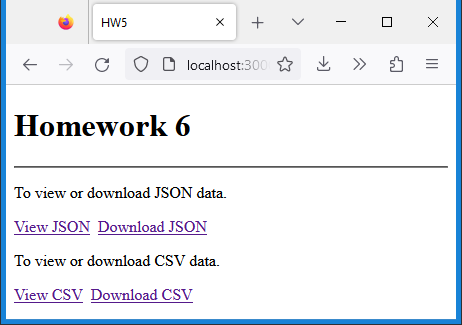 HW5
localhost:300
Homework 6
To view or download JSON data.
View JSON Download JSON
To view or download CSV data.
View CSV Download CSV